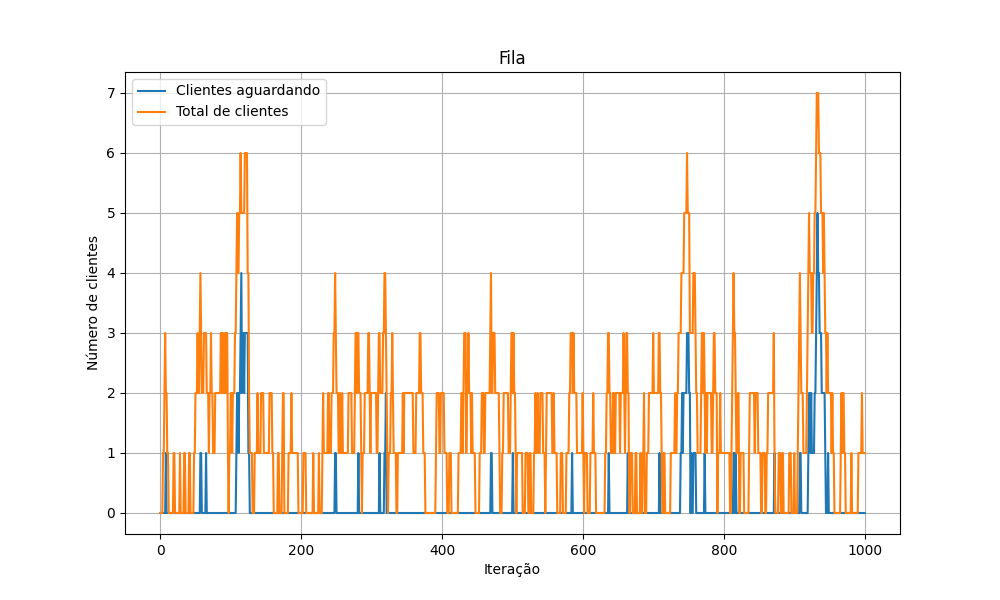 Fila
Clientes aguardando
Total de clientes
Número de clientes
7
6
5
4
3
2
1
0
0 200 400 600 800 1000
Iteração